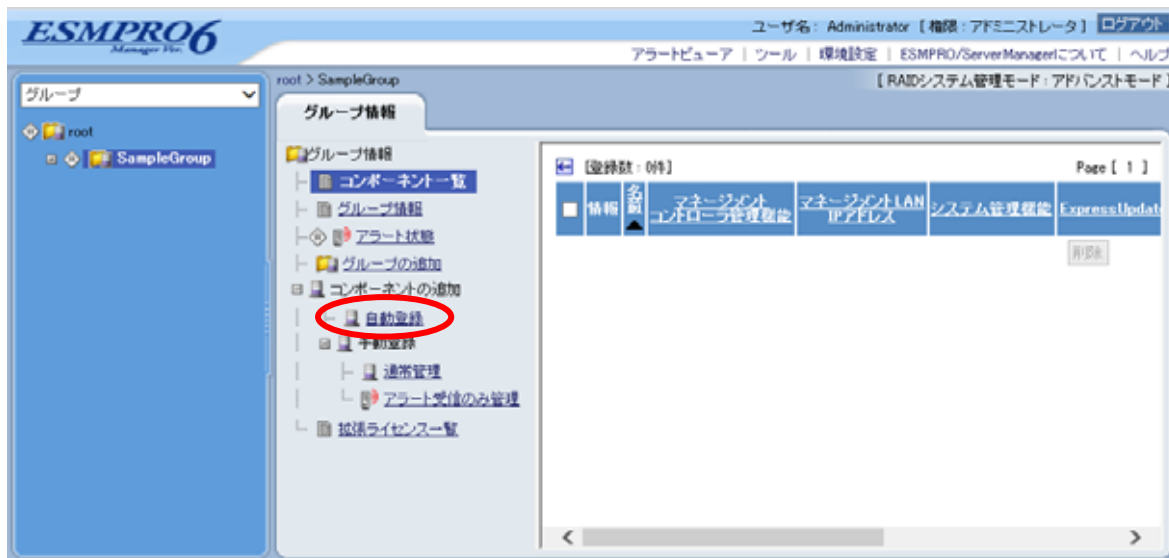 ESMPRO6
Manager Ver.
ユーザ名: Administrator [権限:アドミニストレータ] ログアウト
アラートビューア | ツール | 環境設定 | ESMPRO/ServerManagerについて | ヘルプ
グループ
root
SampleGroup
root > SampleGroup
[ RAIDシステム管理モード:アドバンストモード ]
グループ情報
グループ情報
コンポーネント一覧
グループ情報
アラート状態
グループの追加
コンポーネントの追加
自動登録
手動登録
通常管理
アラート受信のみ管理
拡張ライセンス一覧
[登録数:0件]
Page [ 1 ]
情報 名前▲ マネージメントコントローラ管理機能 マネージメントLAN IPアドレス システム管理機能 ExpressUpdat
削除